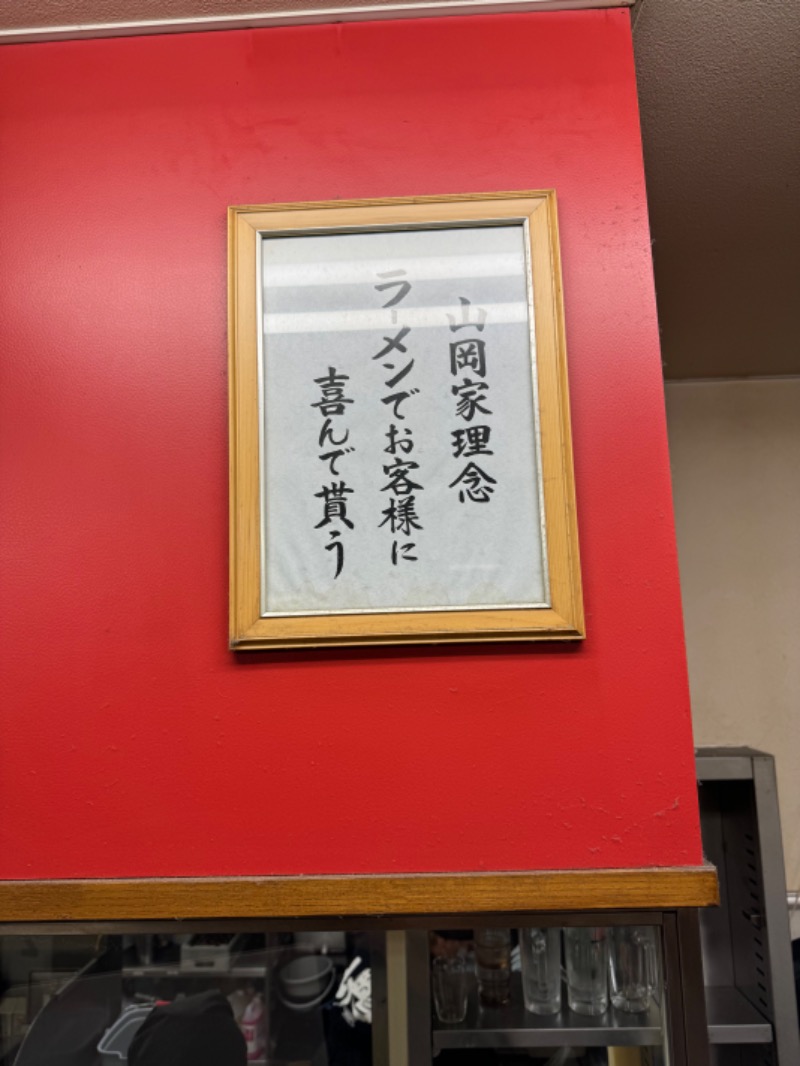 山岡家理念
ラーメンでお客様に
喜んで貰う